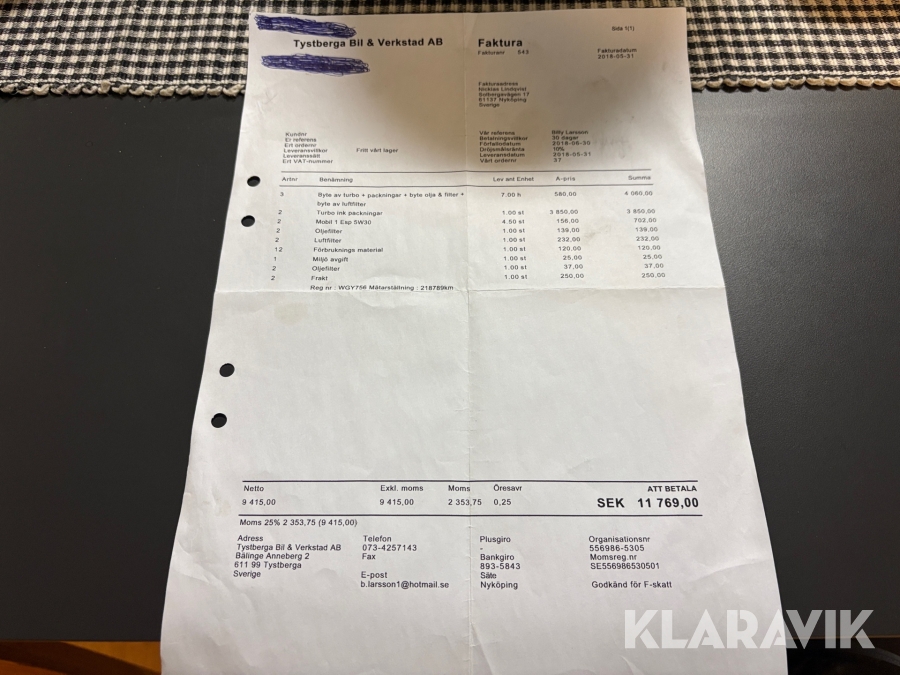 Sida 1(1)
Tystberga Bil & Verkstad AB Faktura
Fakturanr 543 Fakturadatum
2018-05-31
Fakturaadress
Nicklas Lindqvist
Solbergavägen 17
61137 Nyköping
Sverige
Kundnr Vår referens Billy Larsson
Er referens Betalningsvillkor 30 dagar
Ert ordernr Förfallodatum 2018-06-30
Leveransvillkor Fritt vårt lager Dröjsmålsränta 10%
Leveranssätt Leveransdatum 2018-05-31
Ert VAT-nummer Vårt ordernr 37
Artnr Benämning Lev ant Enhet A-pris Summa
3 Byte av turbo + packningar + byte olja & filter + 7.00 h 580,00 4 060,00
byte av luftfilter
2 Turbo ink packningar 1.00 st 3 850,00 3 850,00
2 Mobil 1 Esp 5W30 4.50 st 156,00 702,00
2 Oljefilter 1.00 st 139,00 139,00
2 Luftfilter 1.00 st 232,00 232,00
12 Förbruknings material 1.00 st 120,00 120,00
1 Miljö avgift 1.00 st 25,00 25,00
2 Oljefilter 1.00 st 37,00 37,00
2 Frakt 1.00 st 250,00 250,00
Reg nr : WGY756 Mätarställning : 218789km
Netto Exkl. moms Moms Öresavr ATT BETALA
9 415,00 9 415,00 2 353,75 0,25 SEK 11 769,00
Moms 25% 2 353,75 (9 415,00)
Adress Telefon Plusgiro Organisationsnr
Tystberga Bil & Verkstad AB 073-4257143 - 556986-5305
Bälinge Anneberg 2 Fax Bankgiro Momsreg.nr
611 99 Tystberga 893-5843 SE556986530501
Sverige E-post Säte
b.larsson1@hotmail.se Nyköping Godkänd för F-skatt
KLARAVIK